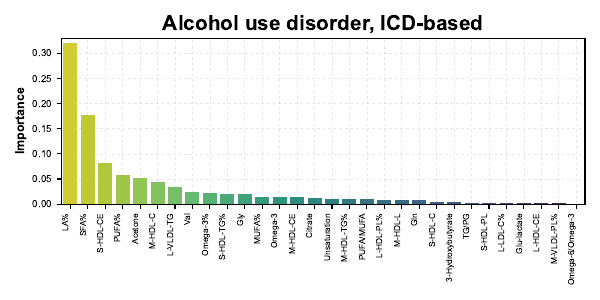 Alcohol use disorder, ICD-based
Importance
0.30
0.25
0.20
0.15
0.10
0.05
0.00
LA%
SFA%
S-HDL-CE
PUFA%
Acetone
M-HDL-C
L-VLDL-TG
Val
Omega-3%
S-HDL-TG%
Gly
MUFA%
Omega-3
M-HDL-CE
Citrate
Unsaturation
M-HDL-TG%
PUFA/MUFA
L-HDL-PL%
M-HDL-L
Gln
S-HDL-C
3-Hydroxybutyrate
TG/PG
S-HDL-PL
L-LDL-C%
Glu-lactate
L-HDL-CE
M-VLDL-PL%
Omega-6/Omega-3